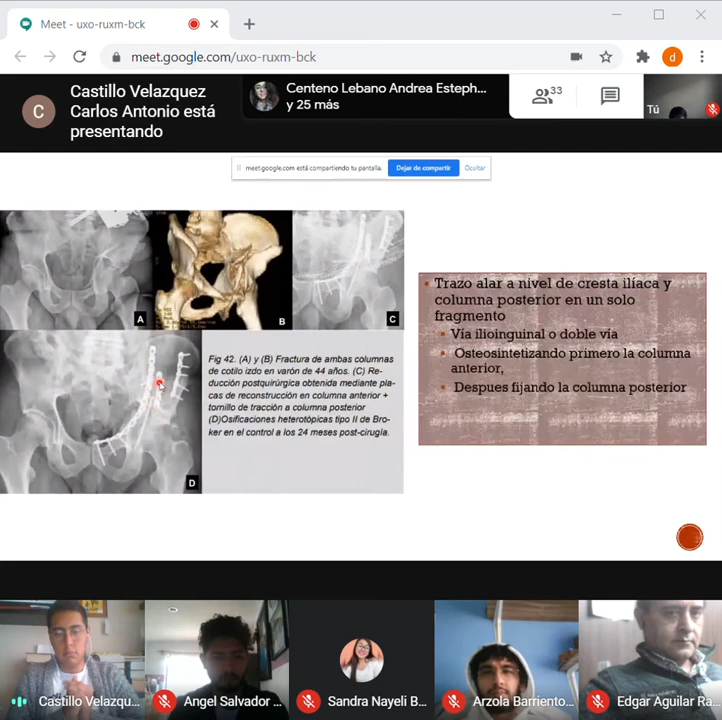 Meet - uxo-ruxm-bck
meet.google.com/uxo-ruxm-bck
d
C
Castillo Velazquez
Carlos Antonio está
presentando
Centeno Lebano Andrea Esteph...
y 25 más
33
Tú
meet.google.com está compartiendo tu pantalla.
Dejar de compartir
Ocultar
A
B
C
D
Fig 42. (A) y (B) Fractura de ambas columnas
de cotilo izdo en varón de 44 años. (C) Re-
ducción postquirúrgica obtenida mediante pla-
cas de reconstrucción en columna anterior +
tornillo de tracción a columna posterior
(D)Osificaciones heterotópicas tipo II de Bro-
ker en el control a los 24 meses post-cirugía.
Trazo alar a nivel de cresta ilíaca y
columna posterior en un solo
fragmento
Vía ilioinguinal o doble vía
Osteosintetizando primero la columna
anterior,
Despues fijando la columna posterior
Castillo Velazqu...
Angel Salvador ...
Sandra Nayeli B...
Arzola Barriento...
Edgar Aguilar Ra...